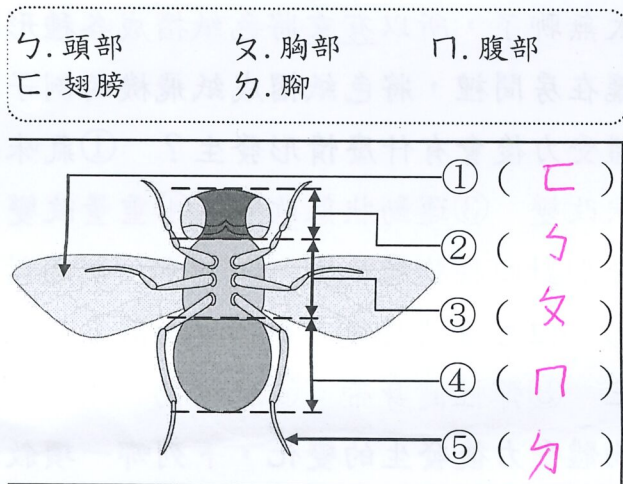 ㄅ.頭部 ㄆ.胸部 ㄇ.腹部
ㄈ.翅膀 ㄉ.腳
① ( ㄈ )
② ( ㄅ )
③ ( ㄆ )
④ ( ㄇ )
⑤ ( ㄉ )